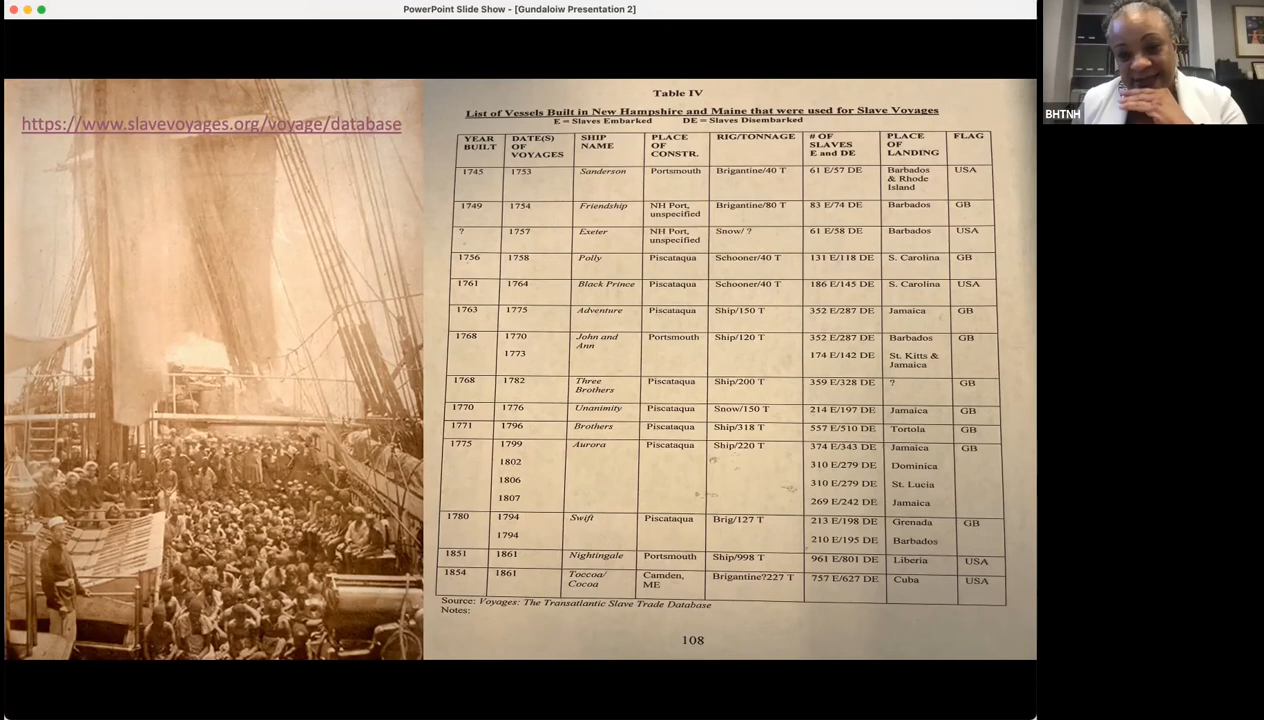 PowerPoint Slide Show - [Gundaloiw Presentation 2]
BHTNH
https://www.slavevoyages.org/voyage/database
Table IV
List of Vessels Built in New Hampshire and Maine that were used for Slave Voyages
E = Slaves Embarked DE = Slaves Disembarked
YEAR BUILT DATE(S) OF VOYAGES SHIP NAME PLACE OF CONSTR. RIG/TONNAGE # OF SLAVES E and DE PLACE OF LANDING FLAG
1745 1753 Sanderson Portsmouth Brigantine/40 T 61 E/57 DE Barbados & Rhode Island USA
1749 1754 Friendship NH Port, unspecified Brigantine/80 T 83 E/74 DE Barbados GB
? 1757 Exeter NH Port, unspecified Snow/ ? 61 E/58 DE Barbados USA
1756 1758 Polly Piscataqua Schooner/40 T 131 E/118 DE S. Carolina GB
1761 1764 Black Prince Piscataqua Schooner/40 T 186 E/145 DE S. Carolina USA
1763 1775 Adventure Piscataqua Ship/150 T 352 E/287 DE Jamaica GB
1768 1770 John and Ann Portsmouth Ship/120 T 352 E/287 DE Barbados GB
1773 174 E/142 DE St. Kitts & Jamaica
1768 1782 Three Brothers Piscataqua Ship/200 T 359 E/328 DE ? GB
1770 1776 Unanimity Piscataqua Snow/150 T 214 E/197 DE Jamaica GB
1771 1796 Brothers Piscataqua Ship/318 T 557 E/510 DE Tortola GB
1775 1799 Aurora Piscataqua Ship/220 T 374 E/343 DE Jamaica GB
1802 310 E/279 DE Dominica
1806 310 E/279 DE St. Lucia
1807 269 E/242 DE Jamaica
1780 1794 Swift Piscataqua Brig/127 T 213 E/198 DE Grenada GB
1794 210 E/195 DE Barbados
1851 1861 Nightingale Portsmouth Ship/998 T 961 E/801 DE Liberia USA
1854 1861 Toccoa/ Cocoa Camden, ME Brigantine?227 T 757 E/627 DE Cuba USA
Source: Voyages: The Transatlantic Slave Trade Database
Notes:
108